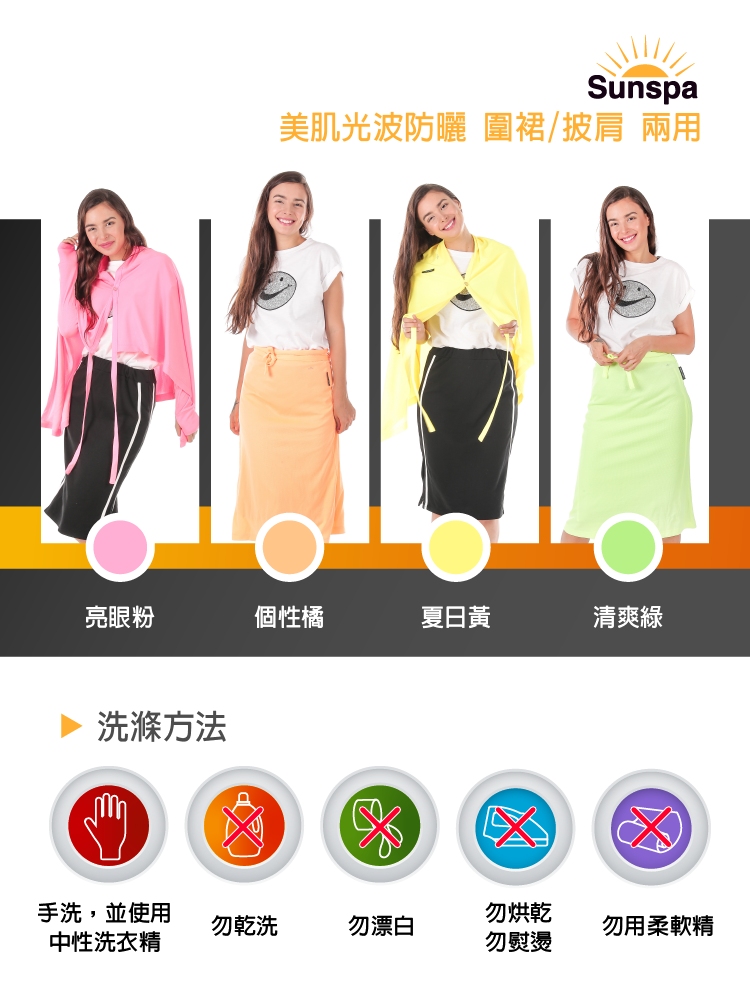 Sunspa
美肌光波防曬 圍裙/披肩 兩用
亮眼粉
個性橘
夏日黃
清爽綠
洗滌方法
手洗，並使用
中性洗衣精
勿乾洗
勿漂白
勿烘乾
勿熨燙
勿用柔軟精